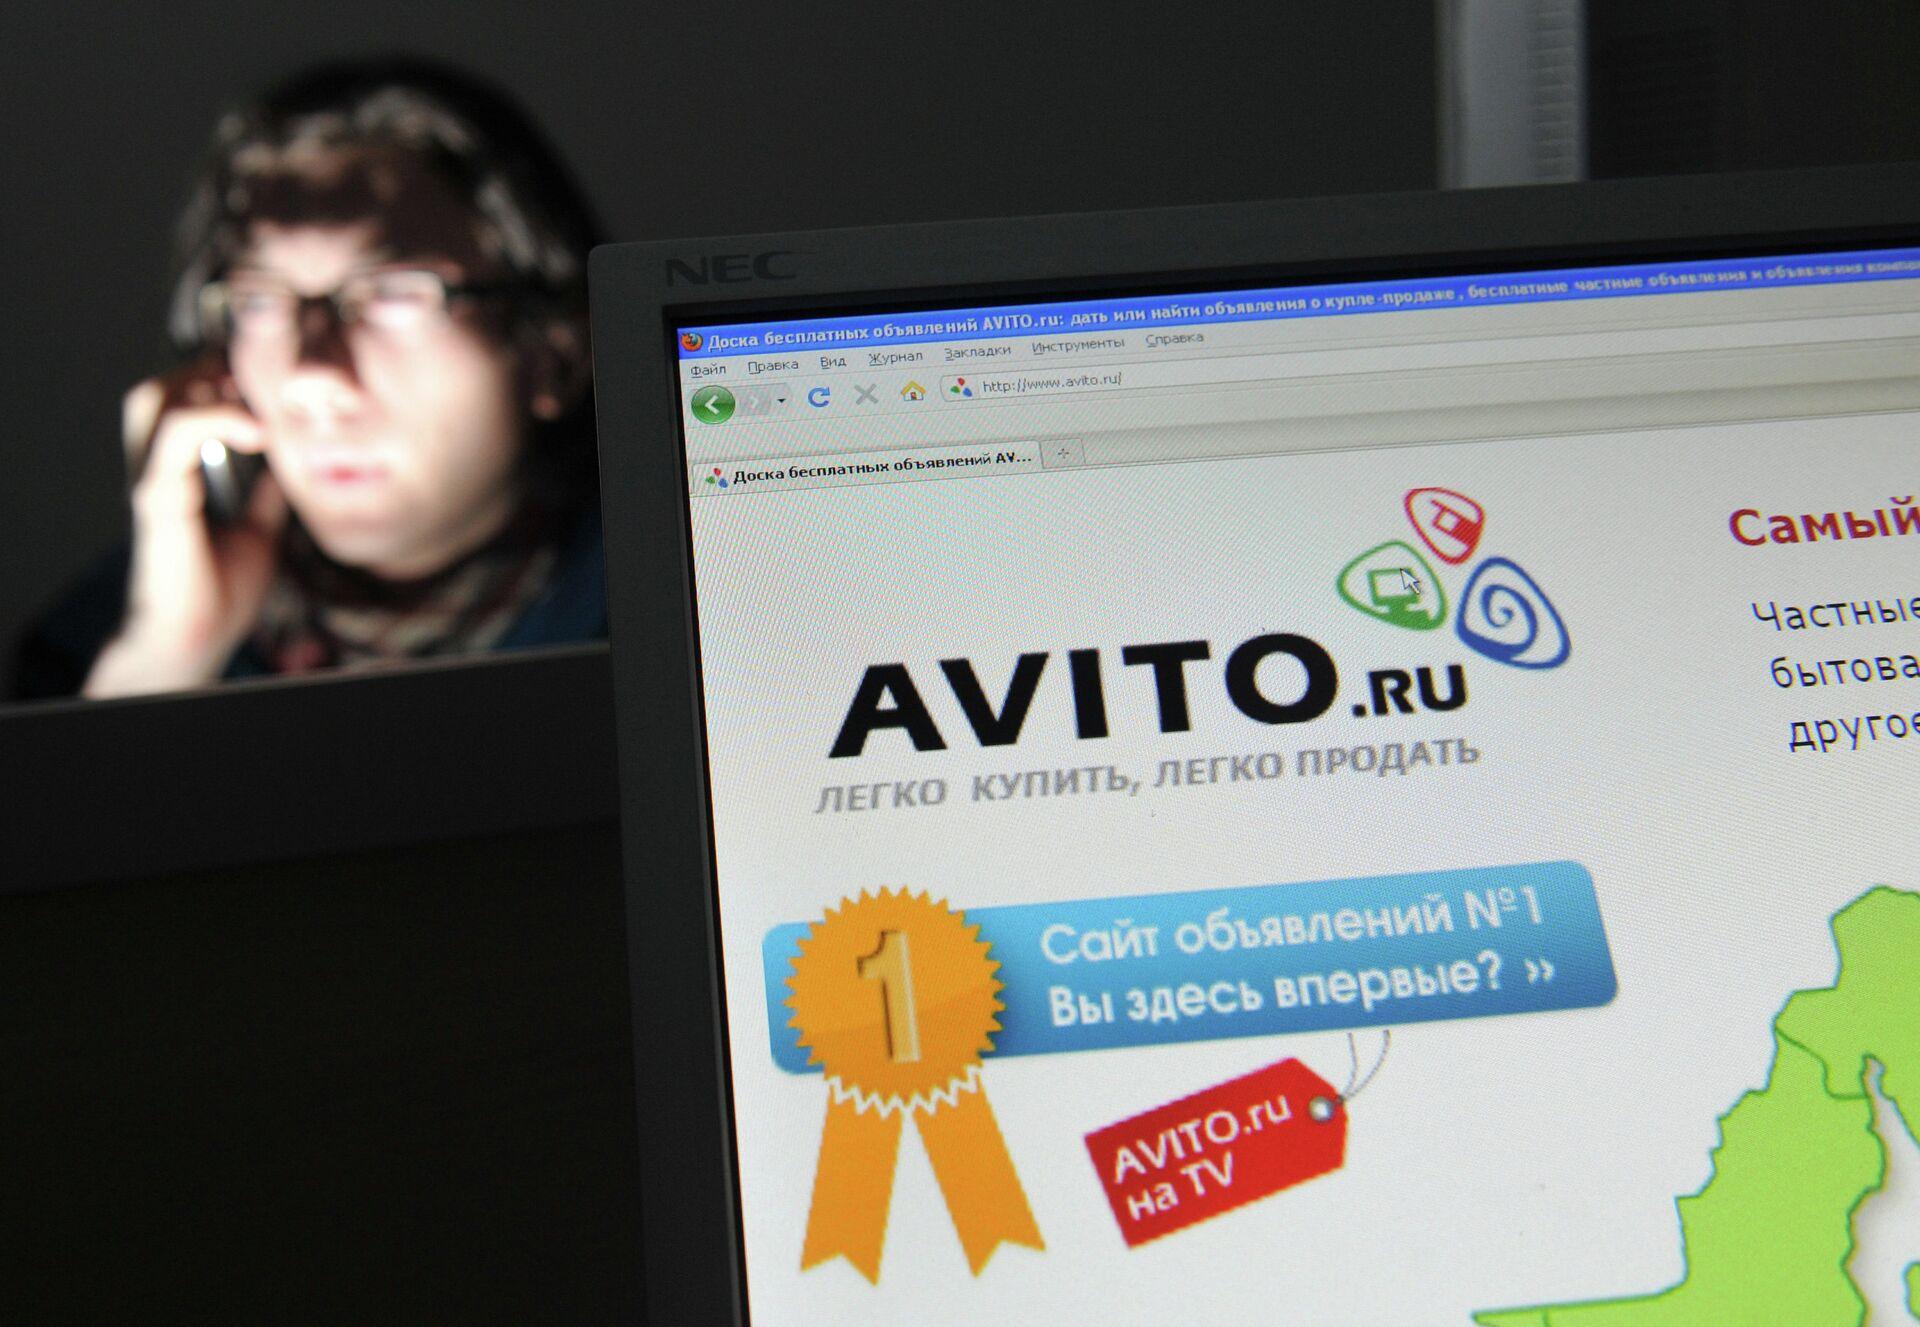 NEC
Доска бесплатных объявлений AVITO.ru: дать или найти объявления о купле-продаже, бесплатные частные объявления и объявления
Файл Правка Вид Журнал Закладки Инструменты Справка
http://www.avito.ru/
Доска бесплатных объявлений AV...
AVITO.RU
ЛЕГКО КУПИТЬ, ЛЕГКО ПРОДАТЬ
Самый
Частные
бытова
другое
1
Сайт объявлений №1
Вы здесь впервые? »
AVITO.ru
на TV